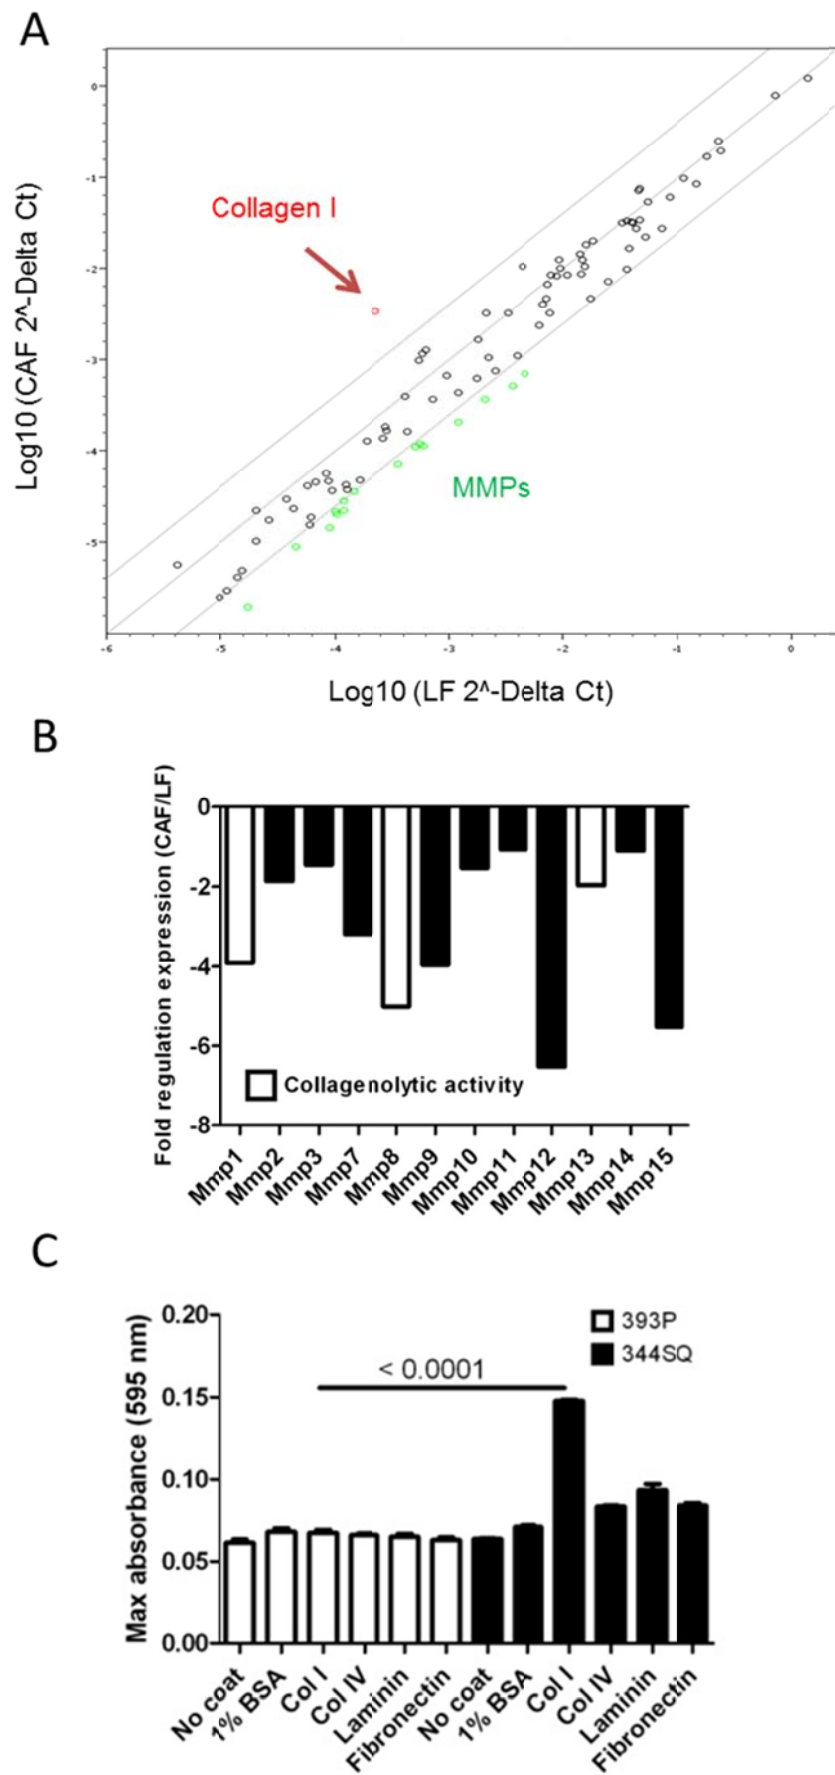 A
Log10 (CAF 2^-Delta Ct)
0
-1
-2
-3
-4
-5
Collagen I
MMPs
-6 -5 -4 -3 -2 -1 0
Log10 (LF 2^-Delta Ct)
B
Fold regulation expression (CAF/LF)
0
-2
-4
-6
-8
Collagenolytic activity
Mmp1 Mmp2 Mmp3 Mmp7 Mmp8 Mmp9 Mmp10 Mmp11 Mmp12 Mmp13 Mmp14 Mmp15
C
Max absorbance (595 nm)
0.20
0.15
0.10
0.05
0.00
393P
344SQ
< 0.0001
No coat 1% BSA Col I Col IV Laminin Fibronectin No coat 1% BSA Col I Col IV Laminin Fibronectin